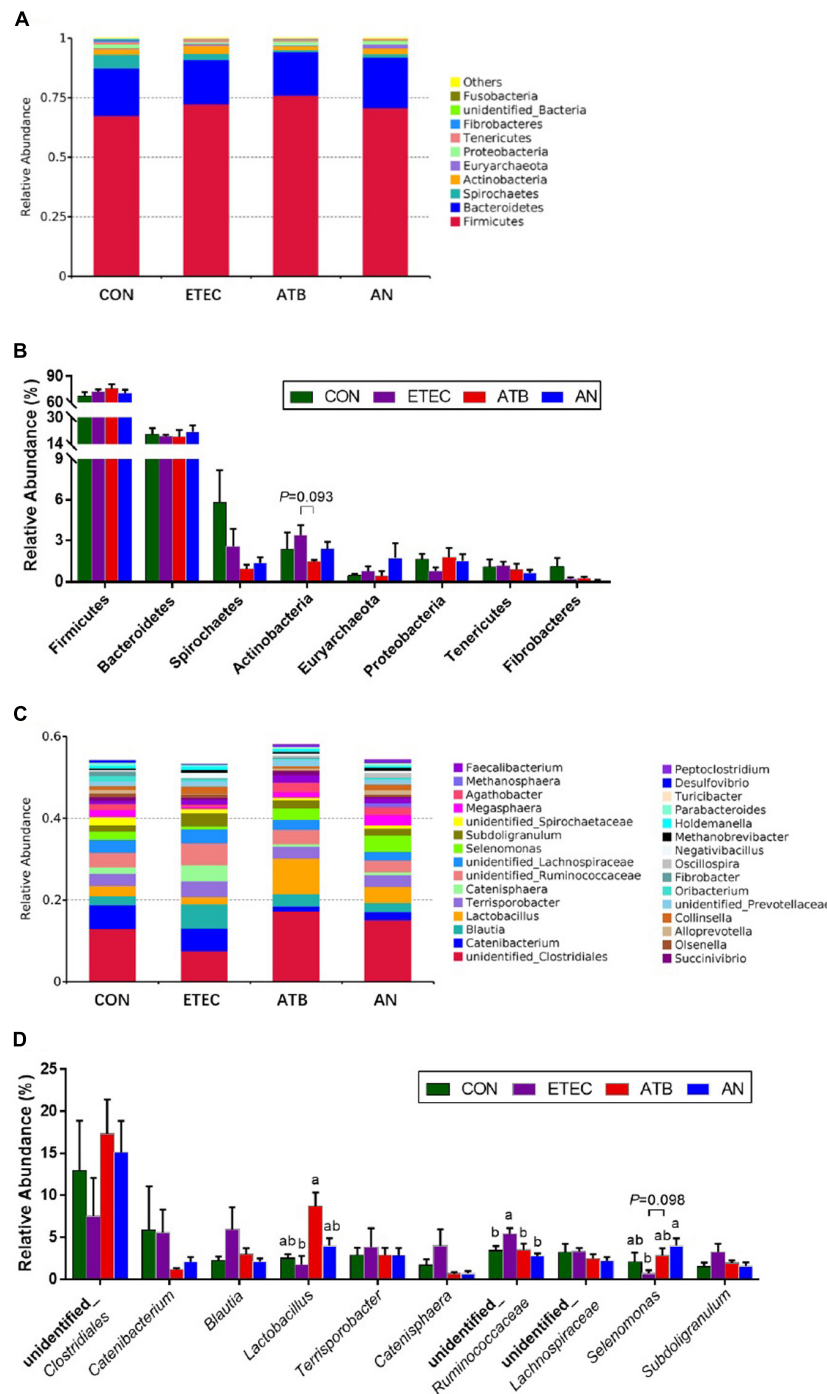 A
Relative Abundance
1
0.75
0.5
0.25
0
CON ETEC ATB AN
Others
Fusobacteria
unidentified_Bacteria
Fibrobacteres
Tenericutes
Proteobacteria
Euryarchaeota
Actinobacteria
Spirochaetes
Bacteroidetes
Firmicutes
B
Relative Abundance (%)
90
60
30
14
9
6
3
0
CON ETEC ATB AN
P=0.093
Firmicutes
Bacteroidetes
Spirochaetes
Actinobacteria
Euryarchaeota
Proteobacteria
Tenericutes
Fibrobacteres
C
Relative Abundance
0.6
0.4
0.2
0
CON ETEC ATB AN
Faecalibacterium
Methanosphaera
Agathobacter
Megasphaera
unidentified_Spirochaetaceae
Subdoligranulum
Selenomonas
unidentified_Lachnospiraceae
unidentified_Ruminococcaceae
Catenisphaera
Terrisporobacter
Lactobacillus
Blautia
Catenibacterium
unidentified_Clostridiales
Peptoclostridium
Desulfovibrio
Turicibacter
Parabacteroides
Holdemanella
Methanobrevibacter
Negativibacillus
Oscillospira
Fibrobacter
Oribacterium
unidentified_Prevotellaceae
Collinsella
Alloprevotella
Olsenella
Succinivibrio
D
Relative Abundance (%)
25
20
15
10
5
0
CON ETEC ATB AN
ab b a ab
b a b b
P=0.098
ab b ab a
unidentified_
Clostridiales
Catenibacterium
Blautia
Lactobacillus
Terrisporobacter
Catenisphaera
unidentified_
Ruminococcaceae
unidentified_
Lachnospiraceae
Selenomonas
Subdoligranulum